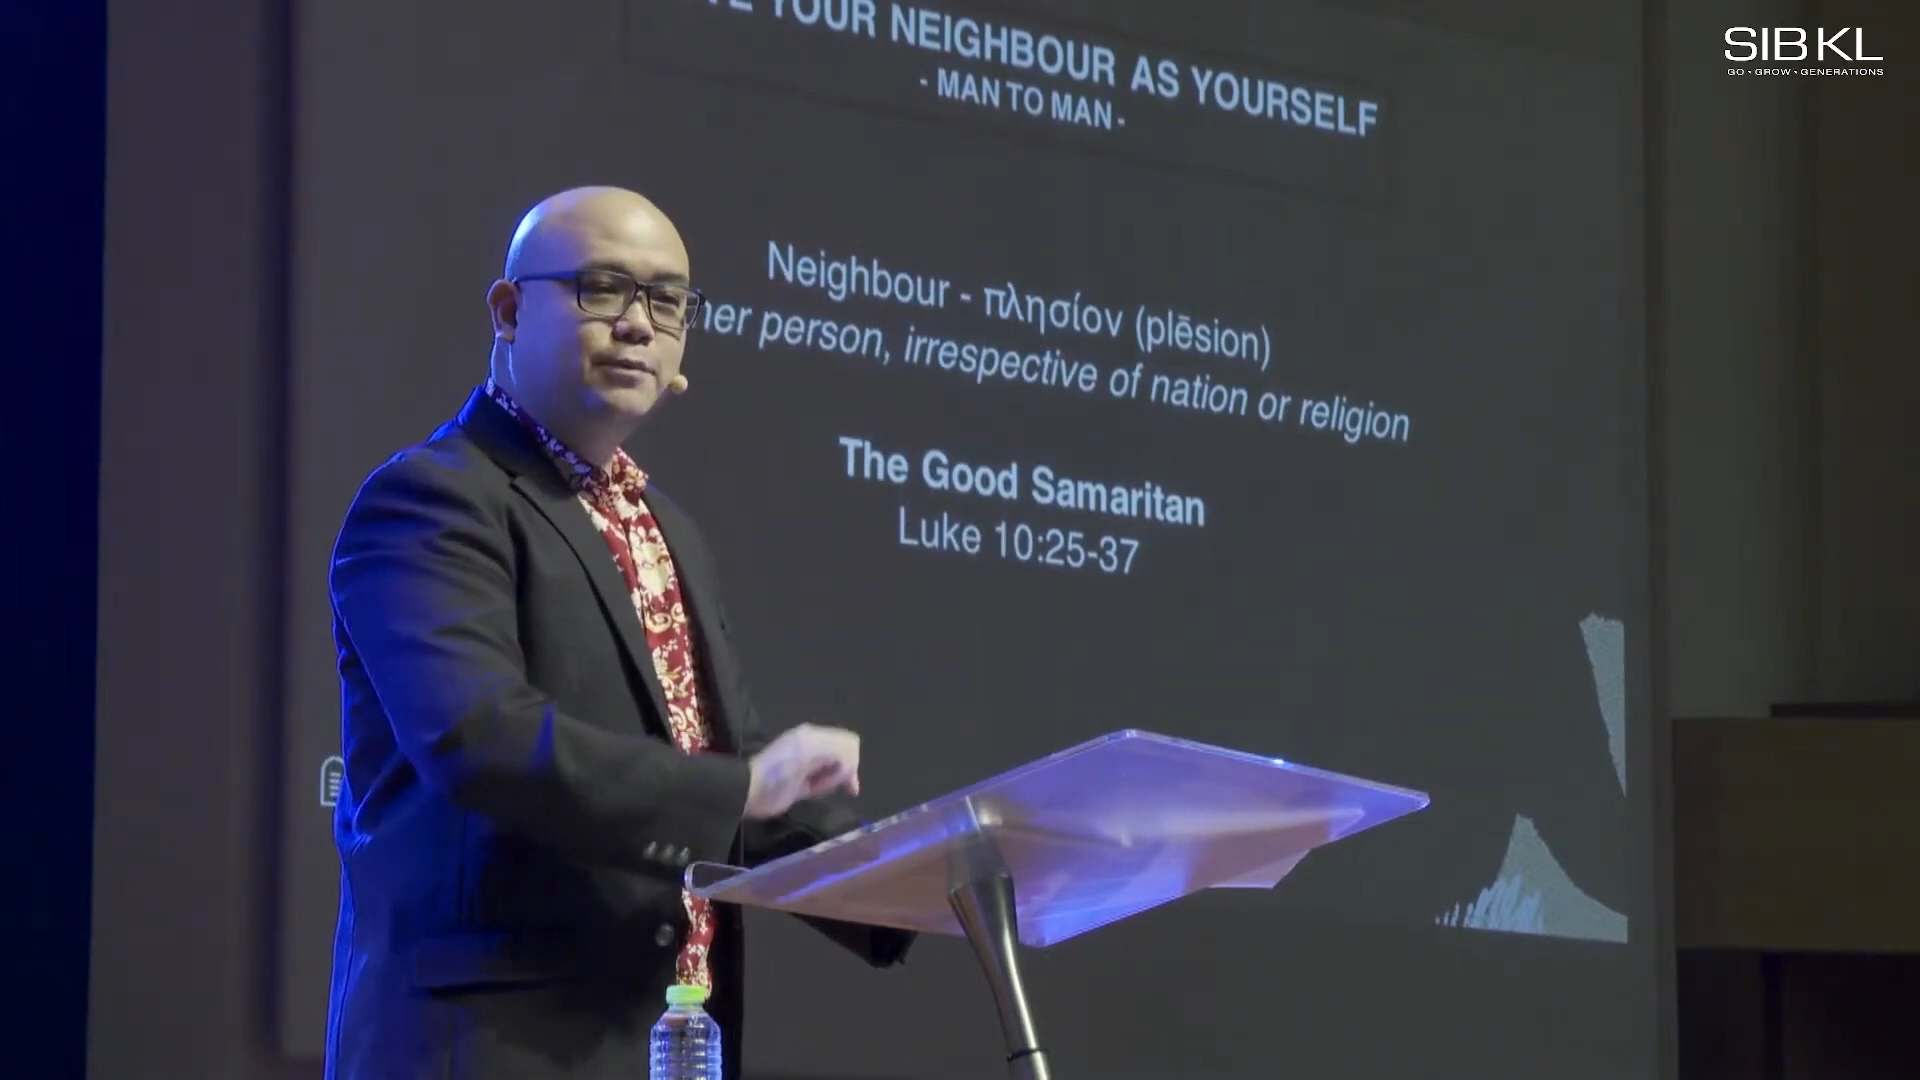 YOUR NEIGHBOUR AS YOURSELF
- MAN TO MAN -
Neighbour - πλησίον (plēsion)
person, irrespective of nation or religion
The Good Samaritan
Luke 10:25-37
SIBKL
GO · GROW · GENERATIONS